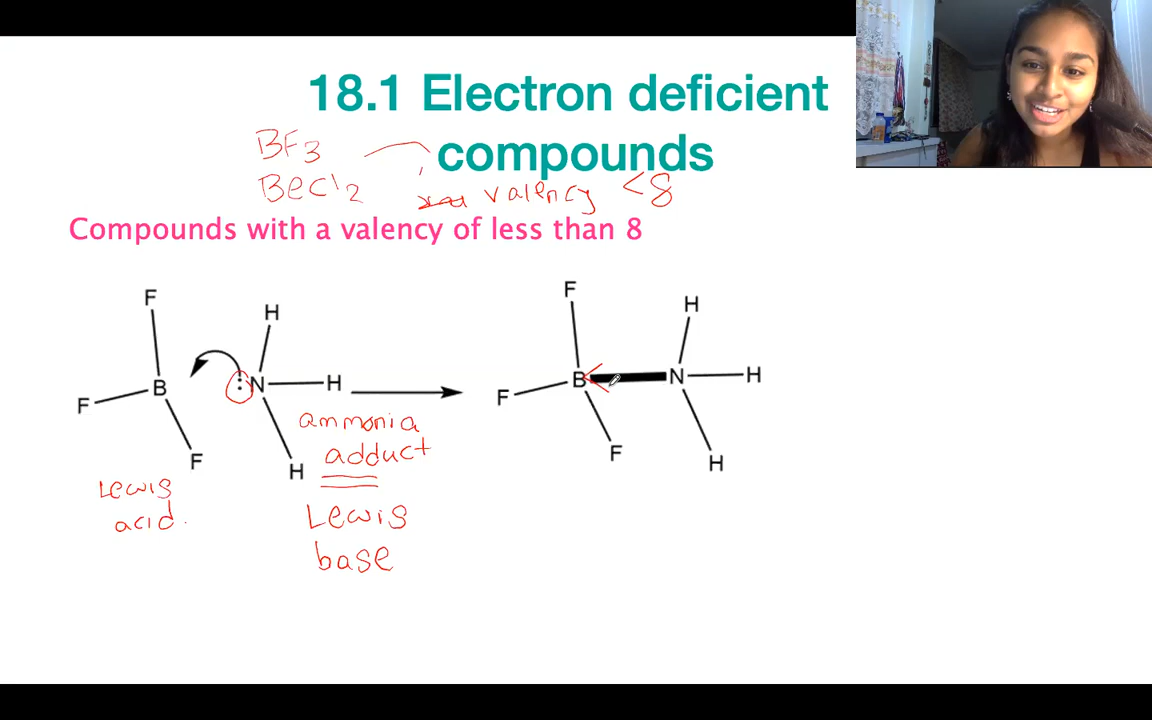 18.1 Electron deficient
compounds
BF3
BeCl2
valency <8
Compounds with a valency of less than 8
F
B
F
F
:N
H
H
H
ammonia
adduct
Lewis
acid.
Lewis
base
F
B
F
F
N
H
H
H